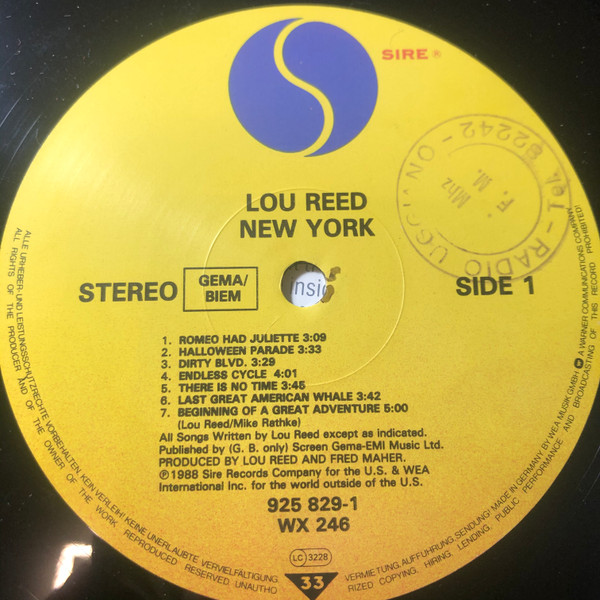 SIRE ®
LOU REED
NEW YORK
STEREO
GEMA/
BIEM
SIDE 1
1. ROMEO HAD JULIETTE 3:09
2. HALLOWEEN PARADE 3:33
3. DIRTY BLVD. 3:29
4. ENDLESS CYCLE 4:01
5. THERE IS NO TIME 3:45
6. LAST GREAT AMERICAN WHALE 3:42
7. BEGINNING OF A GREAT ADVENTURE 5:00
(Lou Reed/Mike Rathke)
All Songs Written by Lou Reed except as indicated.
Published by (G. B. only) Screen Gema-EMI Music Ltd.
PRODUCED BY LOU REED AND FRED MAHER.
℗1988 Sire Records Company for the U.S. & WEA
International Inc. for the world outside of the U.S.
925 829-1
WX 246
LC 3228
33
ALLE URHEBER- UND LEISTUNGSSCHUTZRECHTE VORBEHALTEN. KEIN VERLEIH! KEINE UNERLAUBTE VERVIELFÄLTIGUNG,
VERMIETUNG, AUFFÜHRUNG, SENDUNG! MADE IN GERMANY BY WEA MUSIK GMBH A WARNER COMMUNICATIONS COMPANY.
ALL RIGHTS OF THE PRODUCER AND OF THE OWNER OF THE WORK REPRODUCED RESERVED UNAUTHO
RIZED COPYING, HIRING, LENDING, PUBLIC PERFORMANCE AND BROADCASTING OF THIS RECORD PROHIBITED!
RADIO
Tel. 82242
Mhz
F. M.
insi